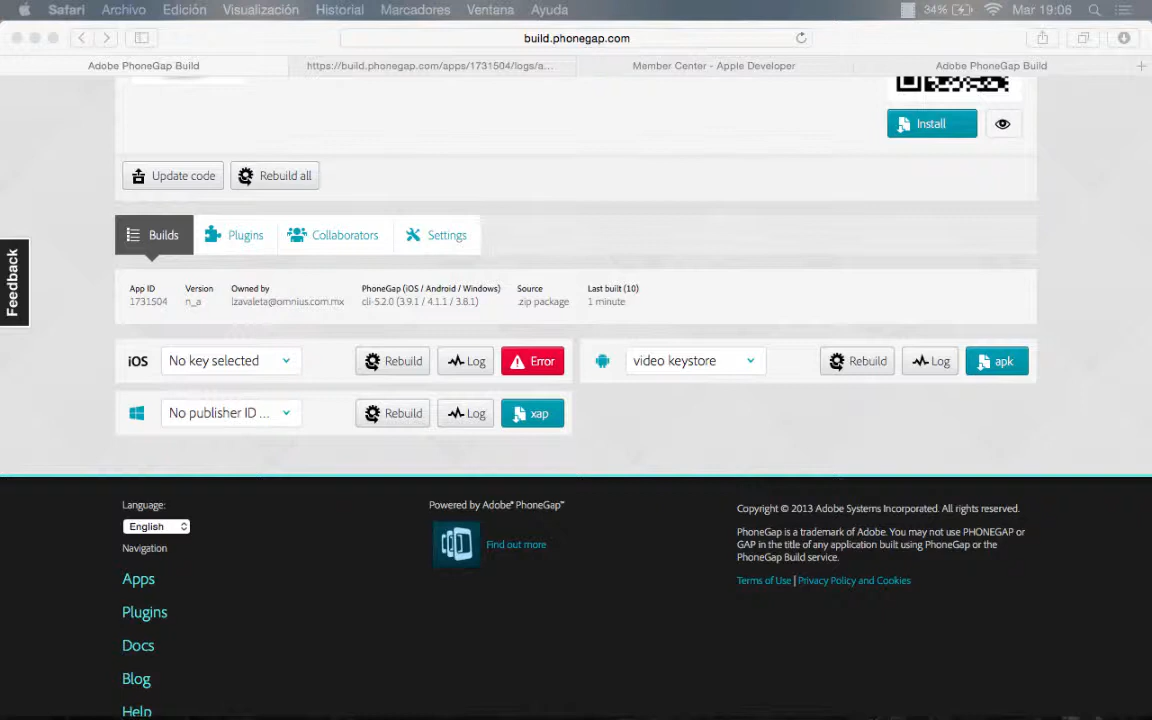 Safari Archivo Edición Visualización Historial Marcadores Ventana Ayuda 34% Mar 19:06
build.phonegap.com
Adobe PhoneGap Build https://build.phonegap.com/apps/1731504/logs/a... Member Center - Apple Developer Adobe PhoneGap Build
Install
Update code Rebuild all
Builds Plugins Collaborators Settings
Feedback
App ID Version Owned by PhoneGap (iOS / Android / Windows) Source Last built (10)
1731504 n_a lzavaleta@omnius.com.mx cli-5.2.0 (3.9.1 / 4.1.1 / 3.8.1) .zip package 1 minute
iOS No key selected Rebuild Log Error video keystore Rebuild Log apk
No publisher ID ... Rebuild Log xap
Language: Powered by Adobe® PhoneGap™ Copyright © 2013 Adobe Systems Incorporated. All rights reserved.
English
PhoneGap is a trademark of Adobe. You may not use PHONEGAP or
GAP in the title of any application built using PhoneGap or the
PhoneGap Build service.
Navigation Find out more
Terms of Use | Privacy Policy and Cookies
Apps
Plugins
Docs
Blog
Help